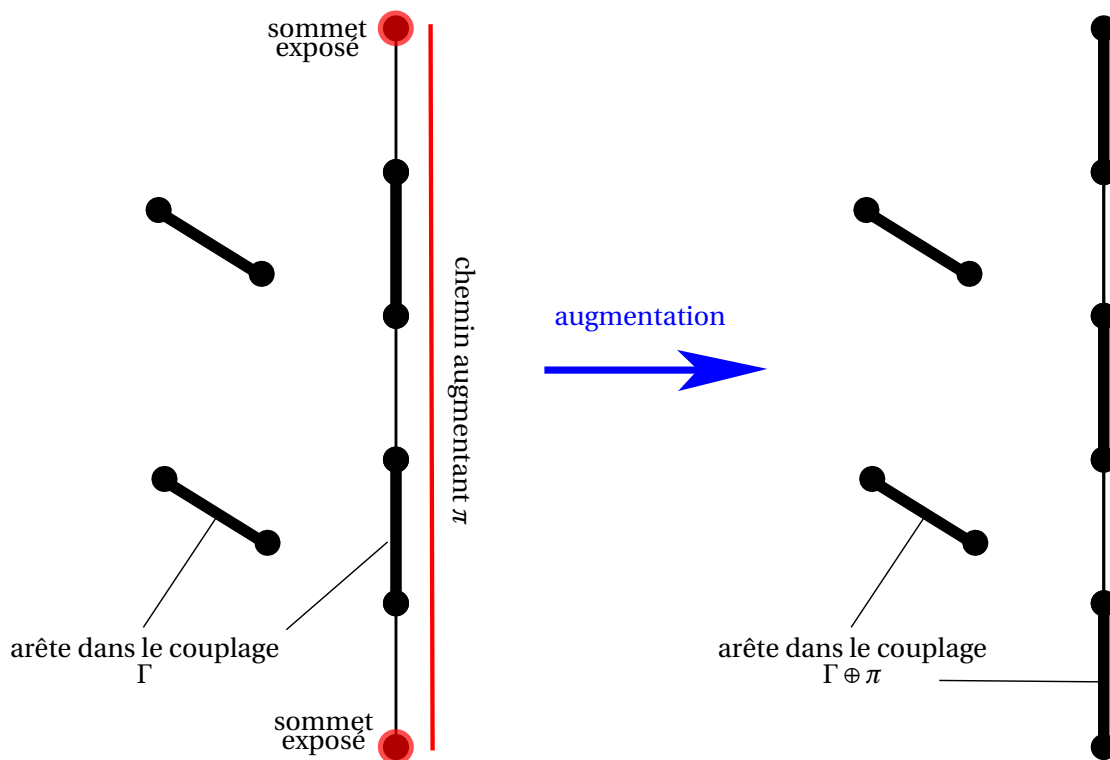 sommet
exposé
chemin augmentant π
arête dans le couplage
Γ
sommet
exposé
augmentation
arête dans le couplage
Γ ⊕ π